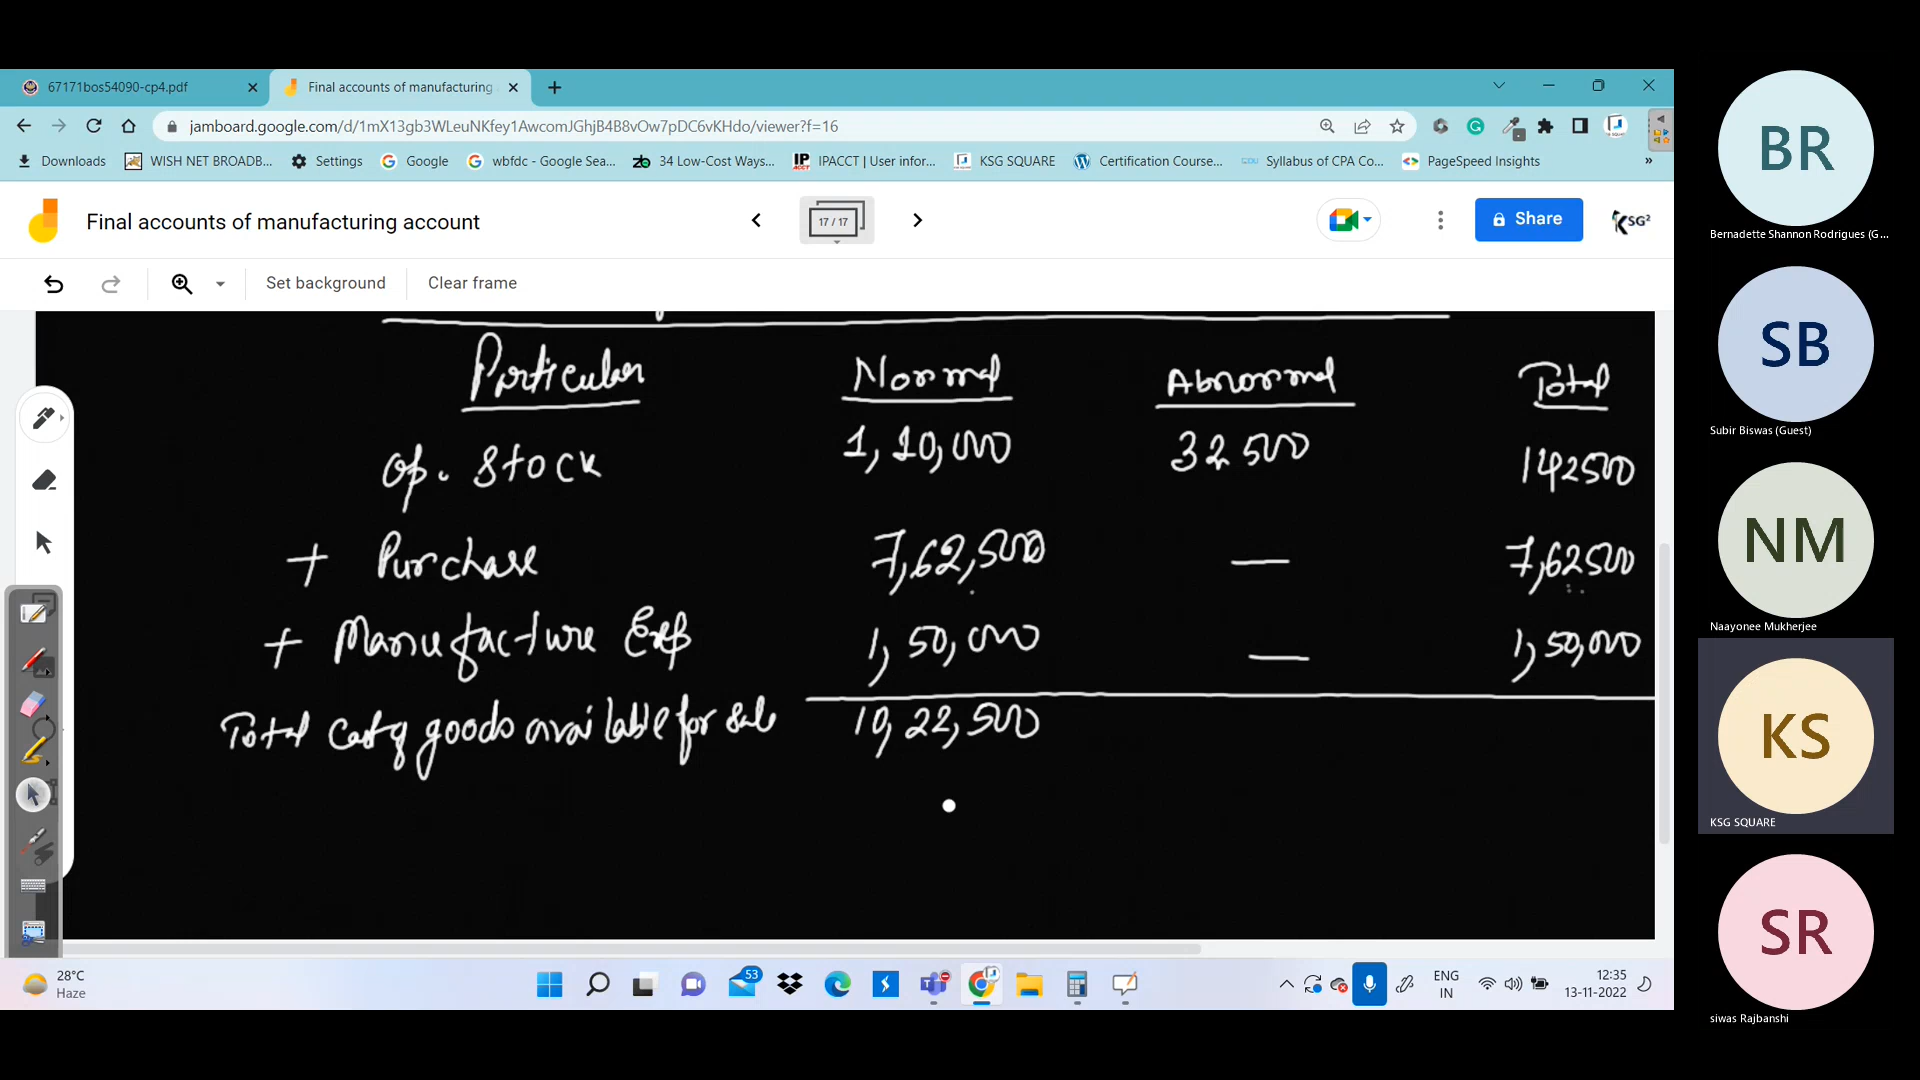 67171bos54090-cp4.pdf
Final accounts of manufacturing
jamboard.google.com/d/1mX13gb3WLeuNKfey1AwcomJGhjB4B8vOw7pDC6vKHdo/viewer?f=16
Downloads WISH NET BROADB... Settings Google wbfdc - Google Sea... 34 Low-Cost Ways... IPACCT | User infor... KSG SQUARE Certification Course... Syllabus of CPA Co... PageSpeed Insights »
Final accounts of manufacturing account
17 / 17
Share
KSG²
Set background Clear frame
Particular Normal Abnormal Total
Op. Stock 1,10,000 32500 142500
+ Purchase 7,62,500 — 7,62500
+ Manufacture Exp 1,50,000 — 1,50,000
Total Cost of goods available for sale 10,22,500
BR
Bernadette Shannon Rodrigues (G...
SB
Subir Biswas (Guest)
NM
Naayonee Mukherjee
KS
KSG SQUARE
SR
siwas Rajbanshi
28°C
Haze
53
ENG
IN
12:35
13-11-2022